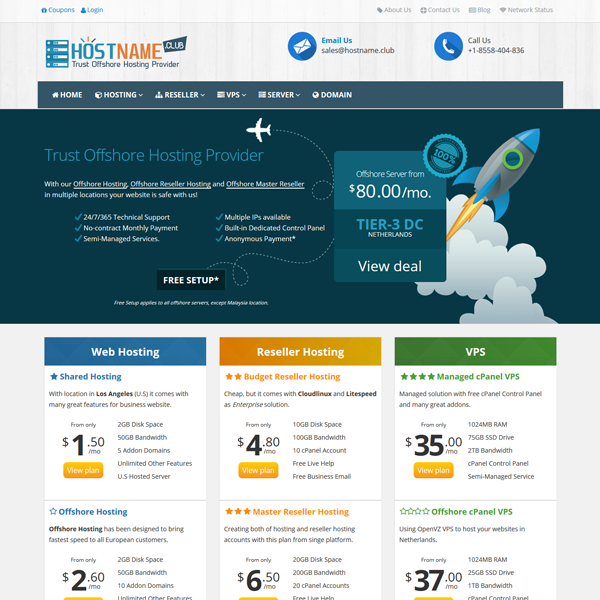 Coupons Login About Us Contact Us Blog Network Status
HOSTNAME.CLUB
Trust Offshore Hosting Provider
Email Us
sales@hostname.club
Call Us
+1-8558-404-836
HOME HOSTING RESELLER VPS SERVER DOMAIN
Trust Offshore Hosting Provider
With our Offshore Hosting, Offshore Reseller Hosting and Offshore Master Reseller
in multiple locations your website is safe with us!
24/7/365 Technical Support
No-contract Monthly Payment
Semi-Managed Services.
Multiple IPs available
Built-in Dedicated Control Panel
Anonymous Payment*
FREE SETUP*
Free Setup applies to all offshore servers, except Malaysia location.
100%
Offshore Server from
$80.00/mo.
TIER-3 DC
NETHERLANDS
View deal
Web Hosting
Shared Hosting
With location in Los Angeles (U.S) it comes with
many great features for business website.
From only
$1.50
/mo
View plan
2GB Disk Space
50GB Bandwidth
5 Addon Domains
Unlimited Other Features
U.S Hosted Server
Offshore Hosting
Offshore Hosting has been designed to bring
fastest speed to all European customers.
From only
$2.60
/mo
2GB Disk Space
50GB Bandwidth
10 Addon Domains
Unlimited Other Features
Reseller Hosting
Budget Reseller Hosting
Cheap, but it comes with Cloudlinux and Litespeed
as Enterprise solution.
From only
$4.80
/mo
View plan
10GB Disk Space
100GB Bandwidth
10 cPanel Account
Free Live Help
Free Business Email
Master Reseller Hosting
Creating both of hosting and reseller hosting
accounts with this plan from singe platform.
From only
$6.50
/mo
20GB Disk Space
200GB Bandwidth
20 cPanel Accounts
Free Live Help
VPS
Managed cPanel VPS
Managed solution with free cPanel Control Panel
and many great addons.
From only
$35.00
/mo
View plan
1024MB RAM
75GB SSD Drive
2TB Bandwidth
cPanel Control Panel
Semi-Managed Service
Offshore cPanel VPS
Using OpenVZ VPS to host your websites in
Netherlands.
From only
$37.00
/mo
1024MB RAM
25GB SSD Drive
1TB Bandwidth
cPanel Control Panel